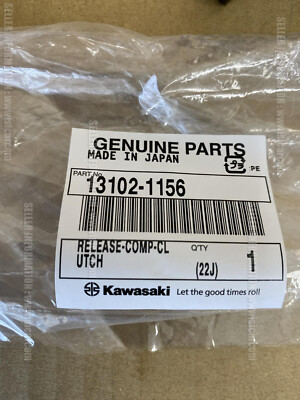 GENUINE PARTS
MADE IN JAPAN
PE
PART No.
13102-1156
RELEASE-COMP-CL
UTCH
Q'TY
(22J)
1
Kawasaki
Let the good times roll